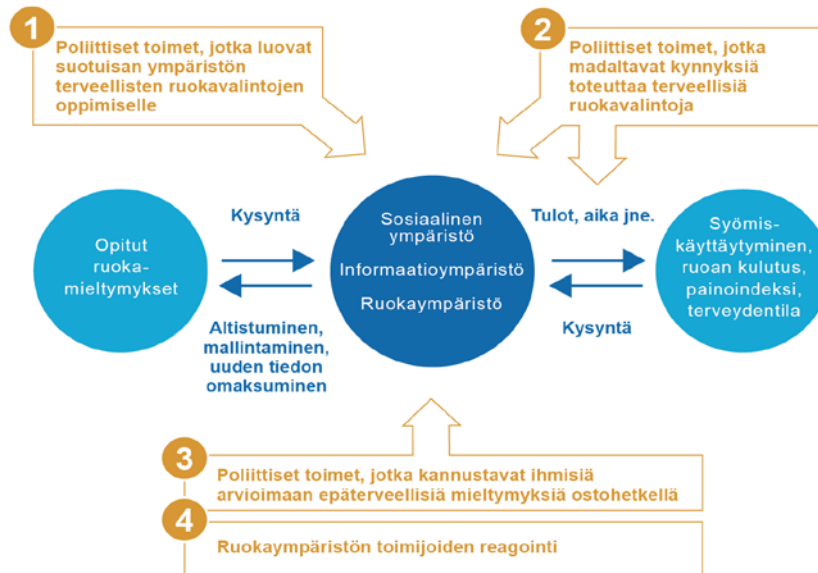 1
Poliittiset toimet, jotka luovat
suotuisan ympäristön
terveellisten ruokavalintojen
oppimiselle
2
Poliittiset toimet, jotka
madaltavat kynnyksiä
toteuttaa terveellisiä
ruokavalintoja
Opitut
ruoka-
mieltymykset
Kysyntä
Altistuminen,
mallintaminen,
uuden tiedon
omaksuminen
Sosiaalinen
ympäristö
Informaatioympäristö
Ruokaympäristö
Tulot, aika jne.
Kysyntä
Syömis-
käyttäytyminen,
ruoan kulutus,
painoindeksi,
terveydentila
3
Poliittiset toimet, jotka kannustavat ihmisiä
arvioimaan epäterveellisiä mieltymyksiä ostohetkellä
4
Ruokaympäristön toimijoiden reagointi